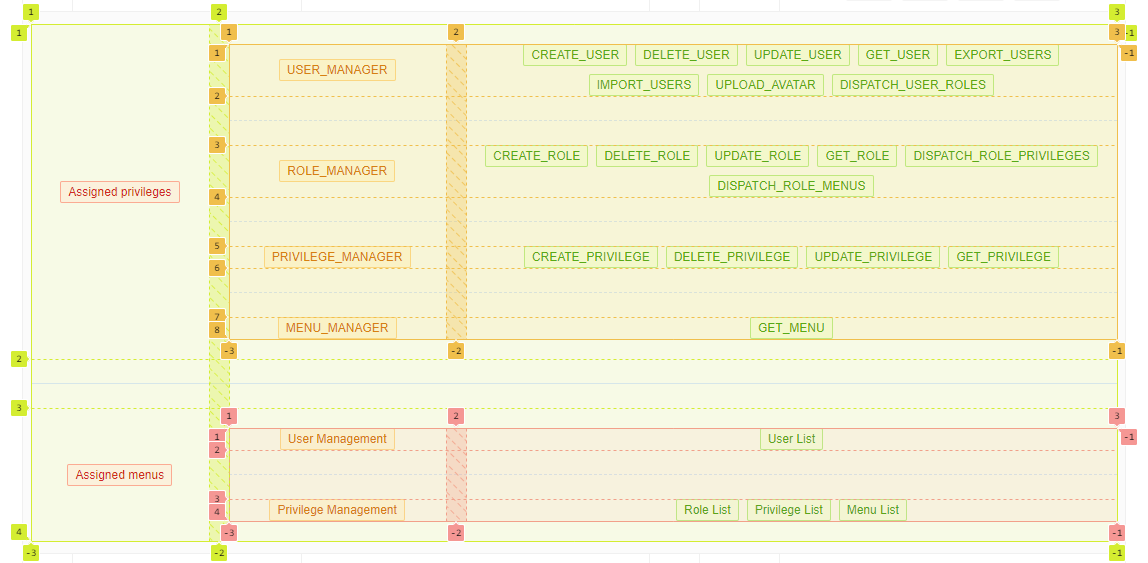 1 2 3
1 1 2 3 -1
1 USER_MANAGER CREATE_USER DELETE_USER UPDATE_USER GET_USER EXPORT_USERS -1
IMPORT_USERS UPLOAD_AVATAR DISPATCH_USER_ROLES
2
3 ROLE_MANAGER CREATE_ROLE DELETE_ROLE UPDATE_ROLE GET_ROLE DISPATCH_ROLE_PRIVILEGES
Assigned privileges DISPATCH_ROLE_MENUS
4
5
PRIVILEGE_MANAGER CREATE_PRIVILEGE DELETE_PRIVILEGE UPDATE_PRIVILEGE GET_PRIVILEGE
6
7
8 MENU_MANAGER GET_MENU
-3 -2 -1
2
3
1 2 3
1 User Management User List -1
2
Assigned menus
3
4 Privilege Management Role List Privilege List Menu List
4 -3 -2 -1
-3 -2 -1